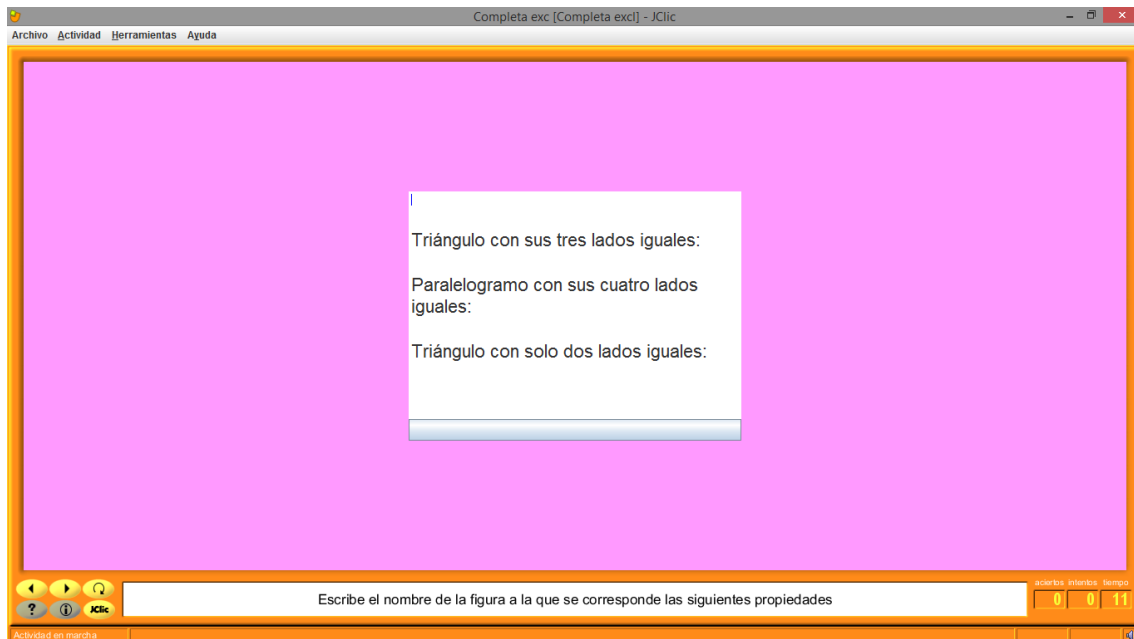 Completa exc [Completa excl] - JClic
Archivo Actividad Herramientas Ayuda
Triángulo con sus tres lados iguales:
Paralelogramo con sus cuatro lados
iguales:
Triángulo con solo dos lados iguales:
aciertos intentos tiempo
0 0 11
? i JClic
Escribe el nombre de la figura a la que se corresponde las siguientes propiedades
Actividad en marcha